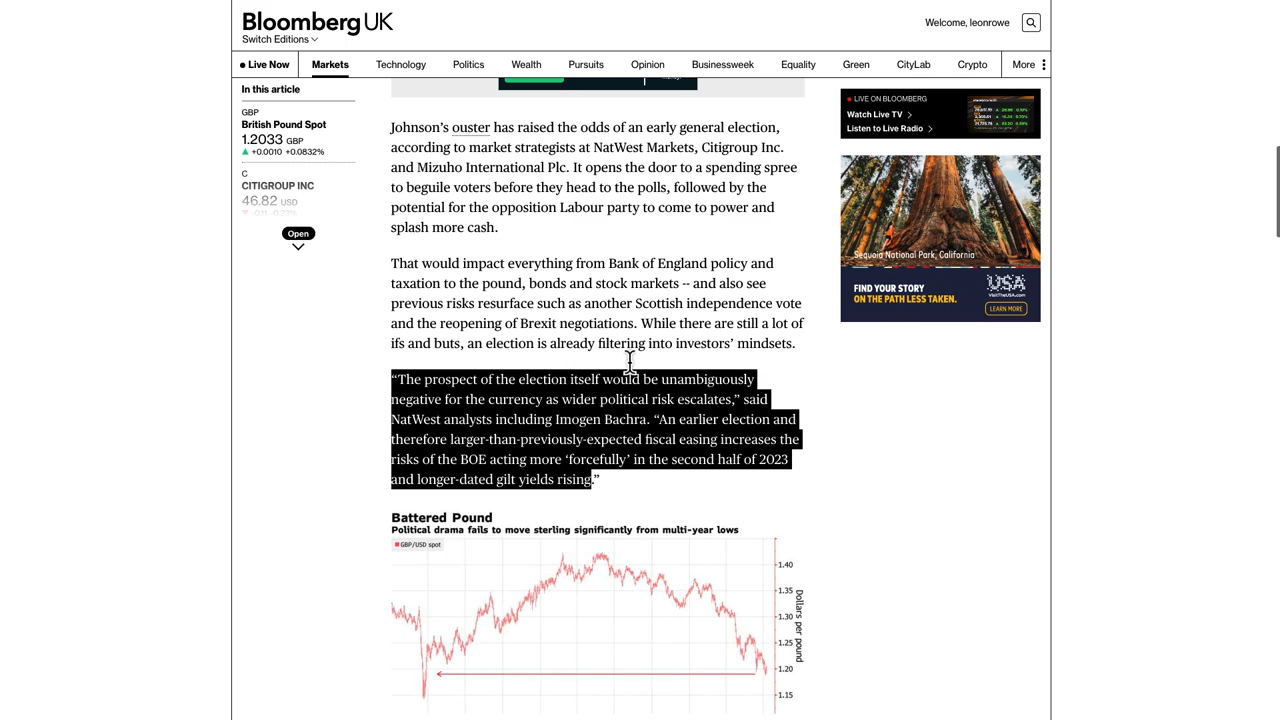 Bloomberg UK
Switch Editions
Welcome, leonrowe
Live Now
Markets
Technology
Politics
Wealth
Pursuits
Opinion
Businessweek
Equality
Green
CityLab
Crypto
More
In this article
GBP
British Pound Spot
1.2033 GBP
+0.0010 +0.0832%
C
CITIGROUP INC
46.82 USD
Open
Johnson’s ouster has raised the odds of an early general election,
according to market strategists at NatWest Markets, Citigroup Inc.
and Mizuho International Plc. It opens the door to a spending spree
to beguile voters before they head to the polls, followed by the
potential for the opposition Labour party to come to power and
splash more cash.
That would impact everything from Bank of England policy and
taxation to the pound, bonds and stock markets -- and also see
previous risks resurface such as another Scottish independence vote
and the reopening of Brexit negotiations. While there are still a lot of
ifs and buts, an election is already filtering into investors’ mindsets.
“The prospect of the election itself would be unambiguously
negative for the currency as wider political risk escalates,” said
NatWest analysts including Imogen Bachra. “An earlier election and
therefore larger-than-previously-expected fiscal easing increases the
risks of the BOE acting more ‘forcefully’ in the second half of 2023
and longer-dated gilt yields rising.”
Battered Pound
Political drama fails to move sterling significantly from multi-year lows
GBP/USD spot
1.40
1.35
1.30
1.25
1.20
1.15
Dollars per pound
LIVE ON BLOOMBERG
Watch Live TV
Listen to Live Radio
Sequoia National Park, California
FIND YOUR STORY
ON THE PATH LESS TAKEN.
USA
VisitTheUSA.com
LEARN MORE